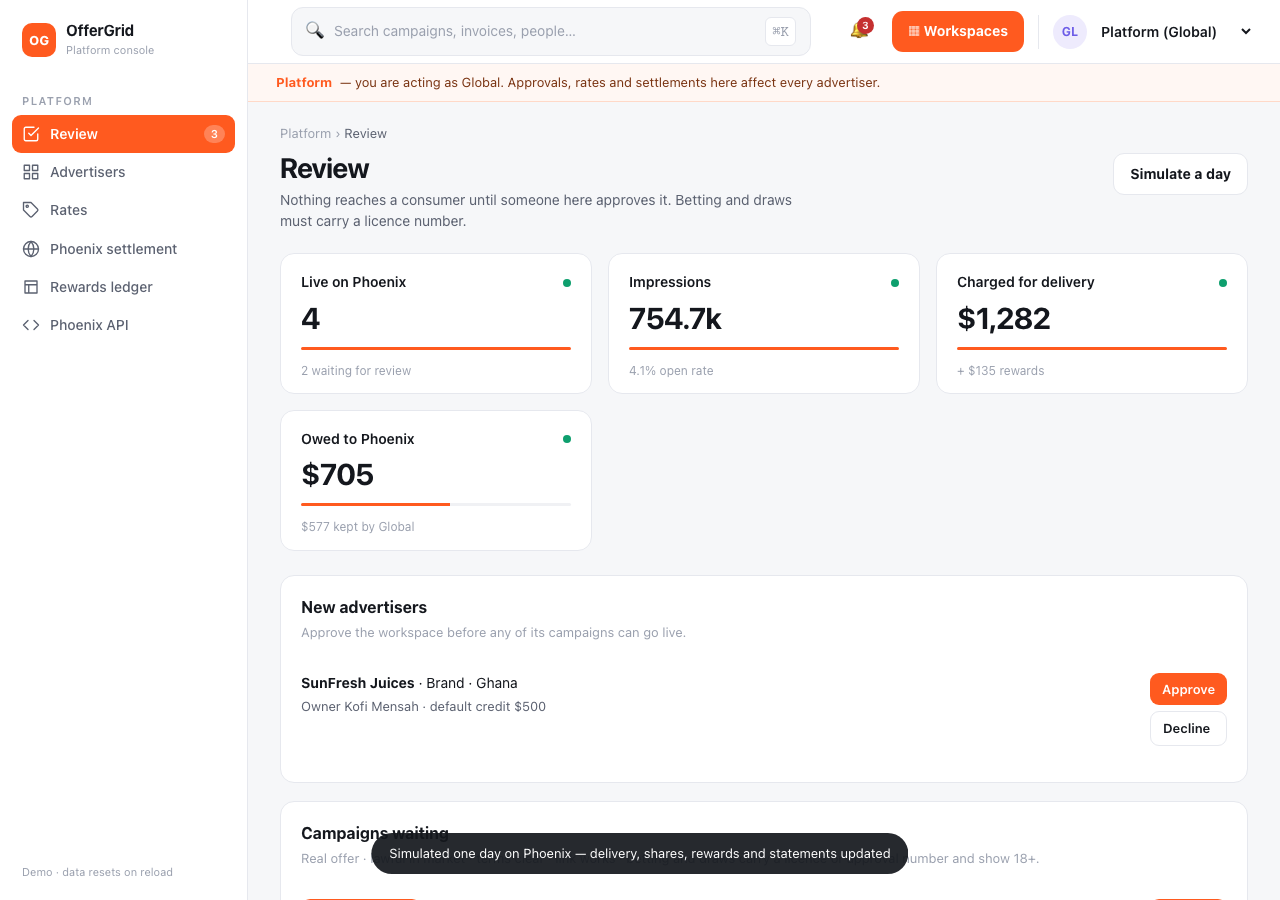 OG
OfferGrid
Platform console
PLATFORM
Review 3
Advertisers
Rates
Phoenix settlement
Rewards ledger
Phoenix API
Demo · data resets on reload
Search campaigns, invoices, people...
⌘K
3
Workspaces
GL
Platform (Global)
Platform — you are acting as Global. Approvals, rates and settlements here affect every advertiser.
Platform › Review
Review
Nothing reaches a consumer until someone here approves it. Betting and draws
must carry a licence number.
Simulate a day
Live on Phoenix
4
2 waiting for review
Impressions
754.7k
4.1% open rate
Charged for delivery
$1,282
+ $135 rewards
Owed to Phoenix
$705
$577 kept by Global
New advertisers
Approve the workspace before any of its campaigns can go live.
SunFresh Juices · Brand · Ghana
Owner Kofi Mensah · default credit $500
Approve
Decline
Campaigns waiting
Real offer · number and show 18+.
Simulated one day on Phoenix — delivery, shares, rewards and statements updated